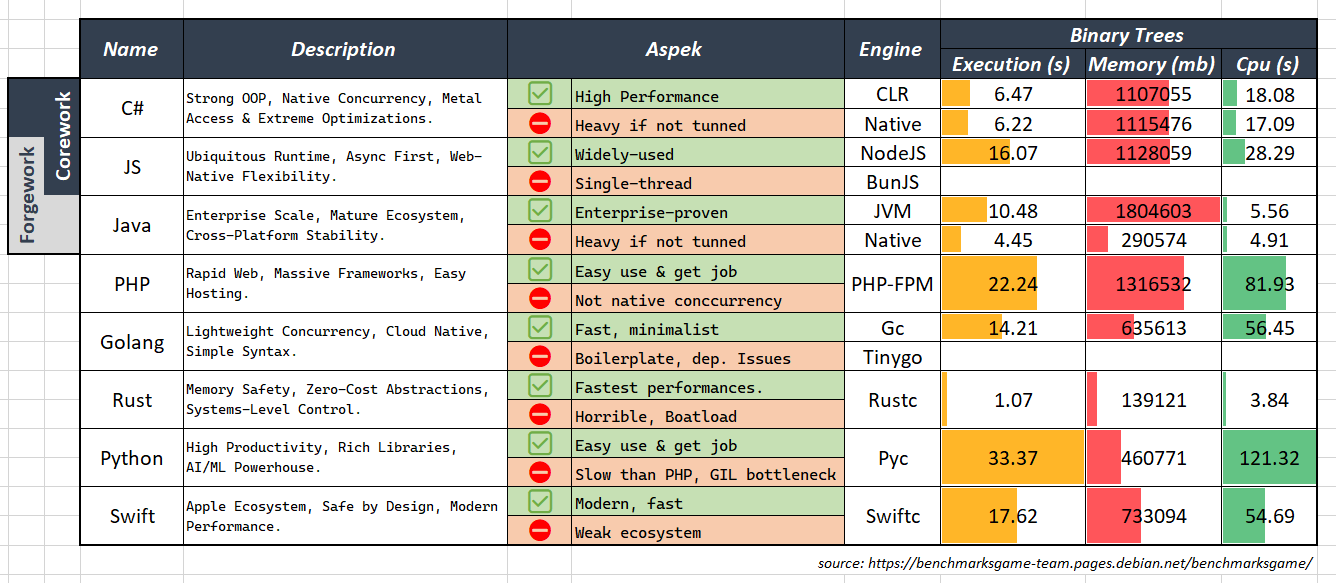 Name Description Aspek Engine Binary Trees
Execution (s) Memory (mb) Cpu (s)
Forgework
Corework
C#
Strong OOP, Native Concurrency, Metal
Access & Extreme Optimizations.
High Performance
CLR 6.47 1107055 18.08
Heavy if not tunned
Native 6.22 1115476 17.09
JS
Ubiquitous Runtime, Async First, Web-
Native Flexibility.
Widely-used
NodeJS 16.07 1128059 28.29
Single-thread
BunJS
Java
Enterprise Scale, Mature Ecosystem,
Cross-Platform Stability.
Enterprise-proven
JVM 10.48 1804603 5.56
Heavy if not tunned
Native 4.45 290574 4.91
PHP
Rapid Web, Massive Frameworks, Easy
Hosting.
Easy use & get job
Not native conccurrency
PHP-FPM 22.24 1316532 81.93
Golang
Lightweight Concurrency, Cloud Native,
Simple Syntax.
Fast, minimalist
Gc 14.21 635613 56.45
Boilerplate, dep. Issues
Tinygo
Rust
Memory Safety, Zero-Cost Abstractions,
Systems-Level Control.
Fastest performances.
Horrible, Boatload
Rustc 1.07 139121 3.84
Python
High Productivity, Rich Libraries,
AI/ML Powerhouse.
Easy use & get job
Slow than PHP, GIL bottleneck
Pyc 33.37 460771 121.32
Swift
Apple Ecosystem, Safe by Design, Modern
Performance.
Modern, fast
Weak ecosystem
Swiftc 17.62 733094 54.69
source: https://benchmarksgame-team.pages.debian.net/benchmarksgame/